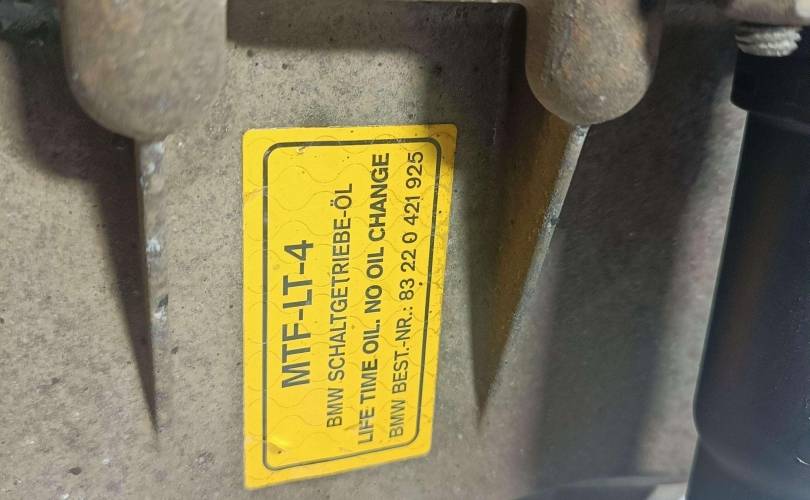 MTF-LT-4
BMW SCHALTGETRIEBE-ÖL
LIFE TIME OIL. NO OIL CHANGE
BMW BEST.-NR.: 83 22 0 421 925